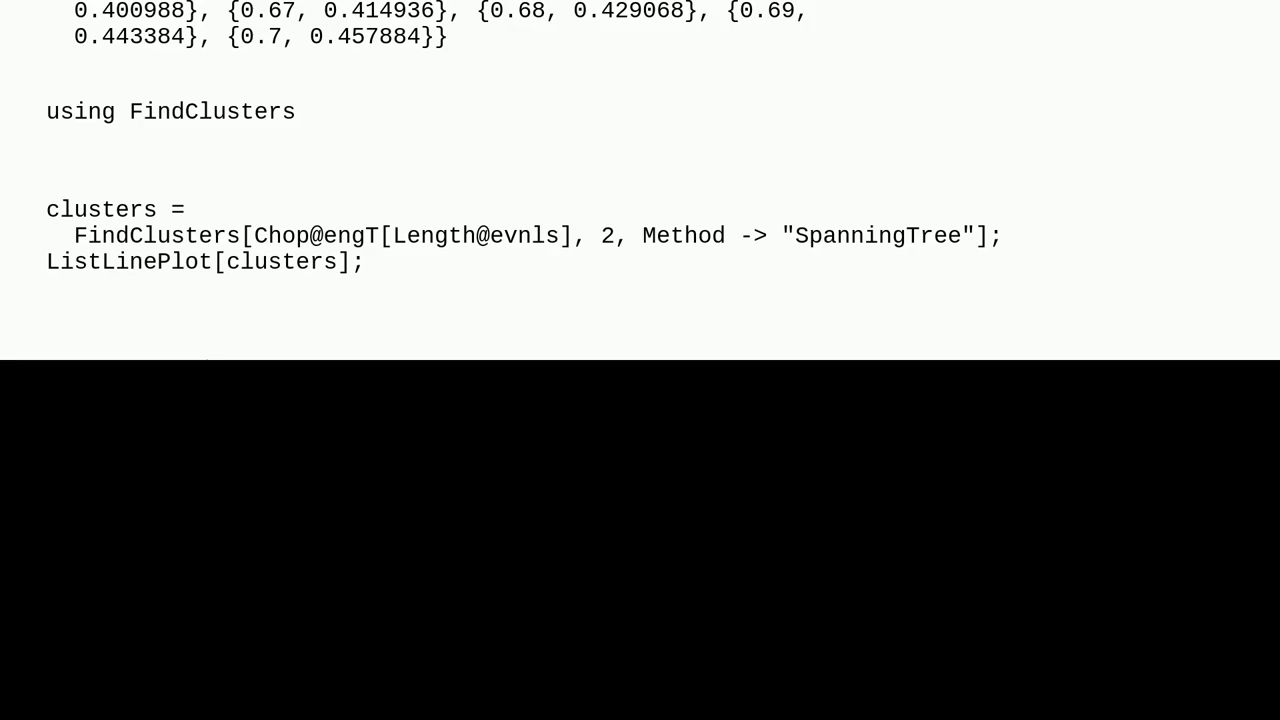 0.400988}, {0.67, 0.414936}, {0.68, 0.429068}, {0.69,
0.443384}, {0.7, 0.457884}}
using FindClusters
clusters =
FindClusters[Chop@engT[Length@evnls], 2, Method -> "SpanningTree"];
ListLinePlot[clusters];